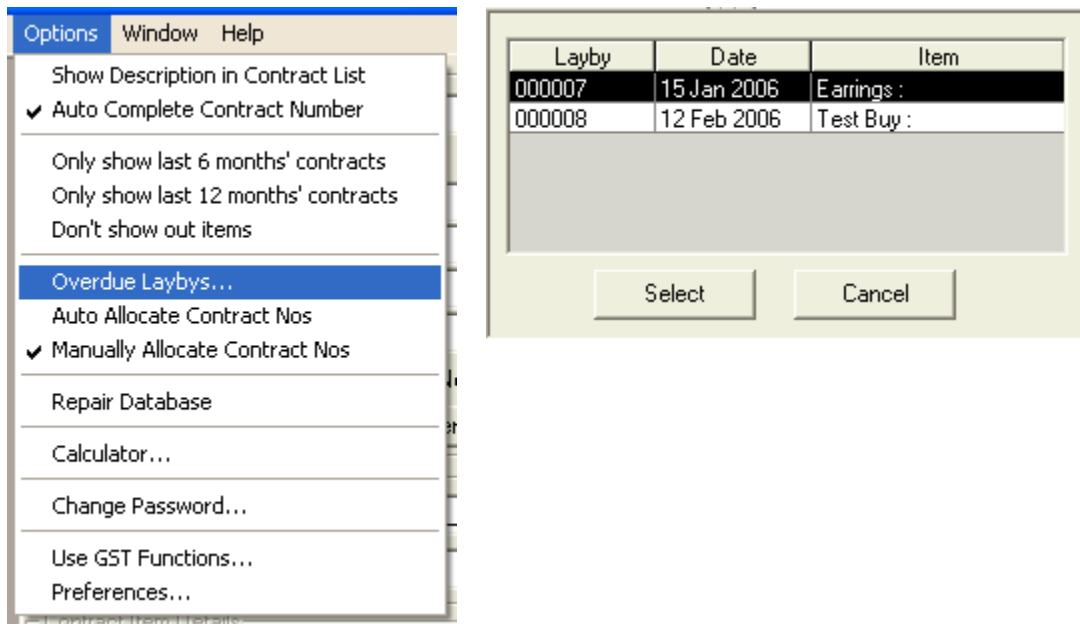 Options Window Help
Show Description in Contract List
✔ Auto Complete Contract Number
Only show last 6 months' contracts
Only show last 12 months' contracts
Don't show out items
Overdue Laybys...
Auto Allocate Contract Nos
✔ Manually Allocate Contract Nos
Repair Database
Calculator...
Change Password...
Use GST Functions...
Preferences...
Contract Item Details
Layby Date Item
000007 15 Jan 2006 Earrings :
000008 12 Feb 2006 Test Buy :
Select Cancel